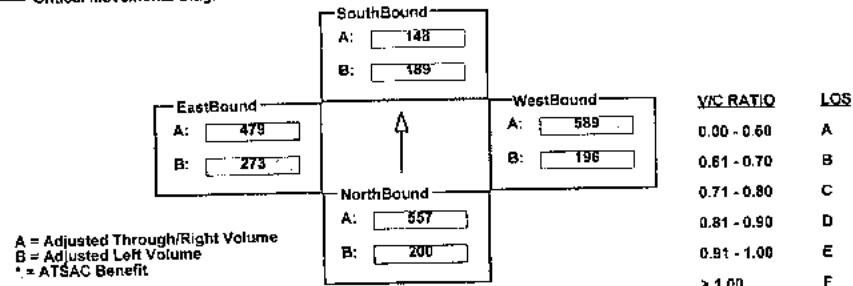 SouthBound
A: 148
B: 189
EastBound
A: 479
B: 273
WestBound
A: 589
B: 196
NorthBound
A: 557
B: 200
A = Adjusted Through/Right Volume
B = Adjusted Left Volume
* = ATSAC Benefit
V/C RATIO LOS
0.00 - 0.60 A
0.61 - 0.70 B
0.71 - 0.80 C
0.81 - 0.90 D
0.91 - 1.00 E
> 1.00 F